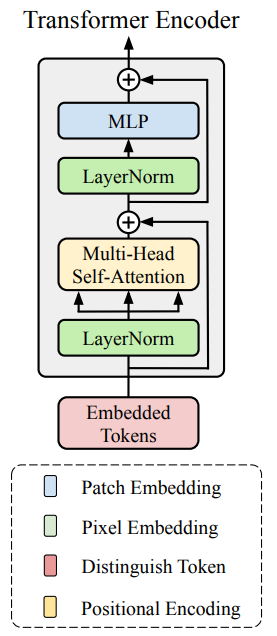 Transformer Encoder
MLP
LayerNorm
Multi-Head
Self-Attention
LayerNorm
Embedded
Tokens
Patch Embedding
Pixel Embedding
Distinguish Token
Positional Encoding